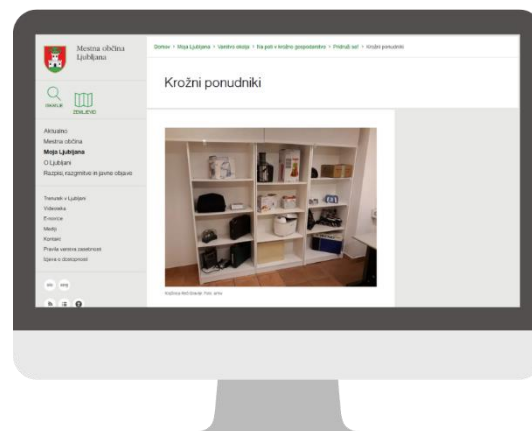 Mestna občina
Ljubljana
Domov > Moja Ljubljana > Varstvo okolja > Na poti v krožno gospodarstvo > Pridruži se! > Krožni ponudniki
Krožni ponudniki
ZEMLJEVID
Aktualno
Mestna občina
Moja Ljubljana
O Ljubljani
Razpisi, razgrnitve in javne objave
Trenutek v Ljubljani
Videoteka
E-novice
Mediji
Kontakt
Pravila varstva zasebnosti
Izjava o dostopnosti